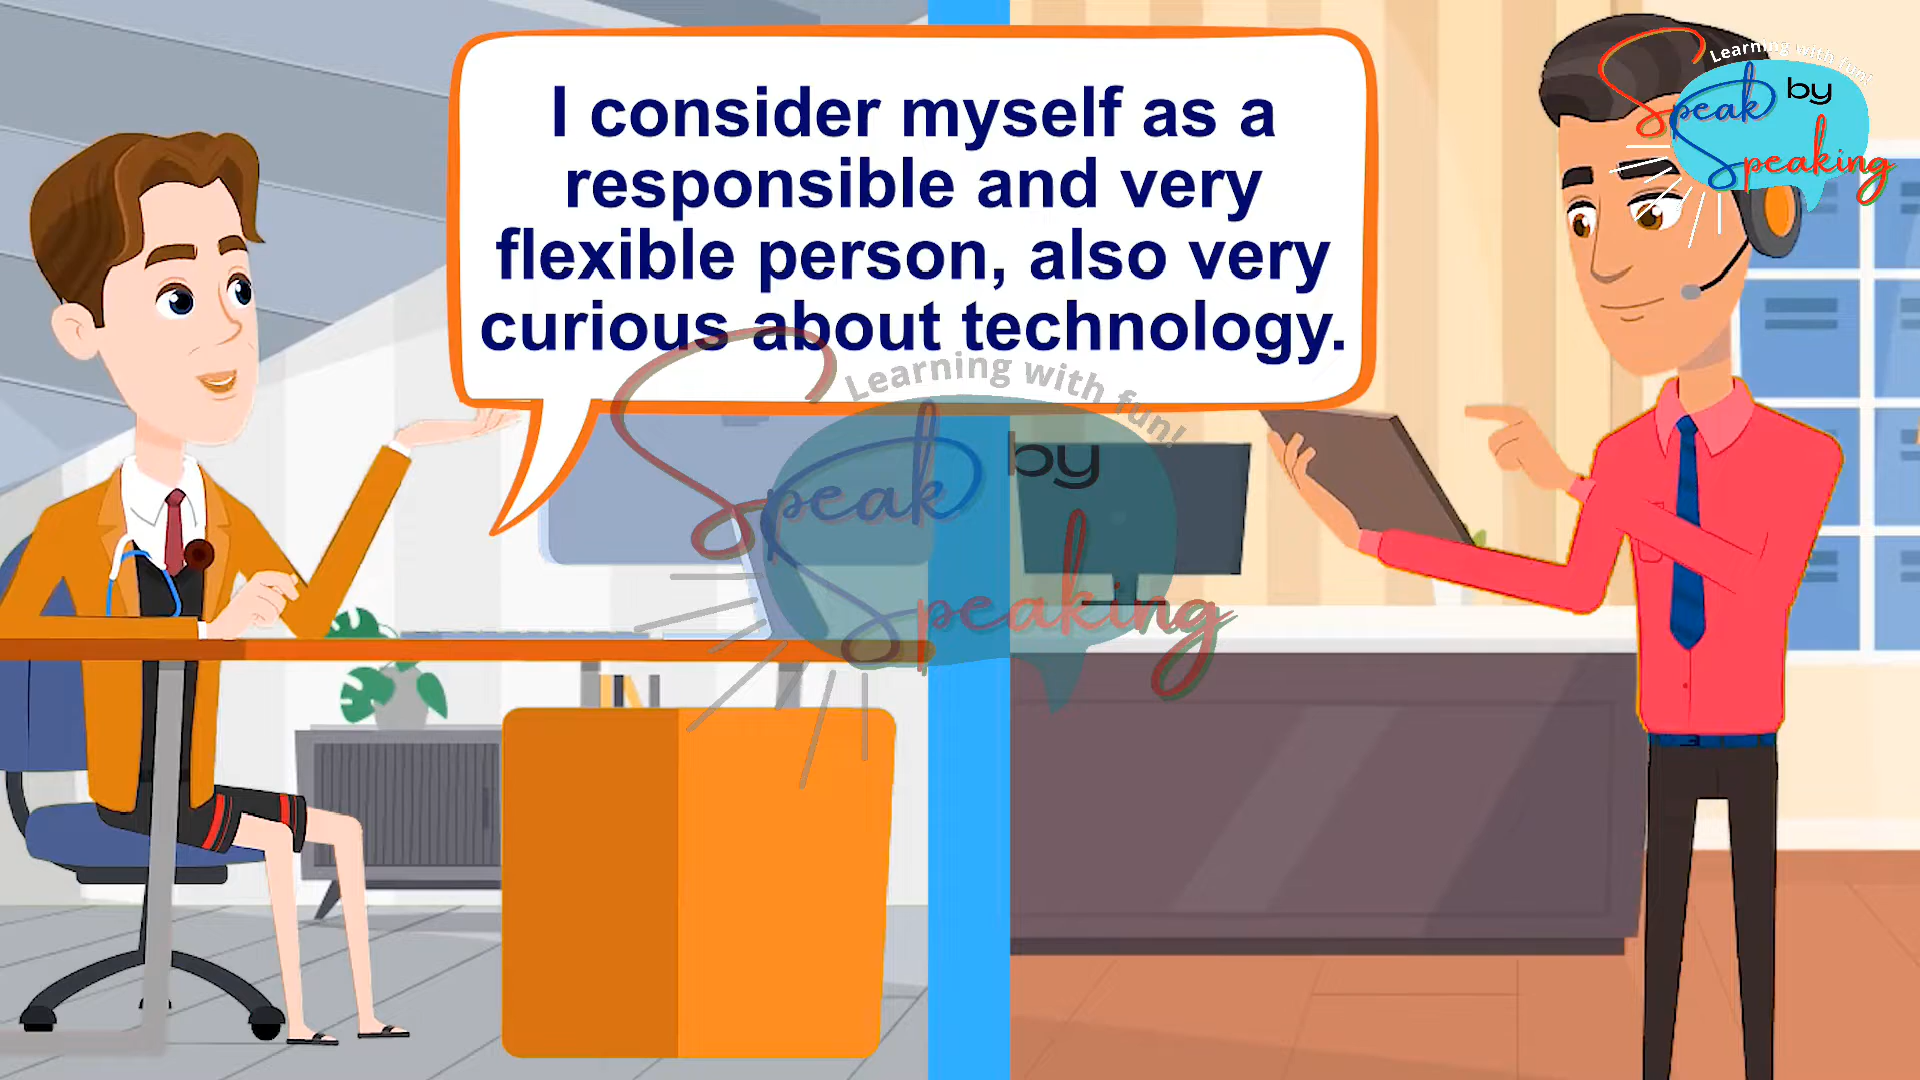 I consider myself as a
responsible and very
flexible person, also very
curious about technology.
Learning with fun!
Speak by
Speaking
Learning with fun!
Speak by
Speaking